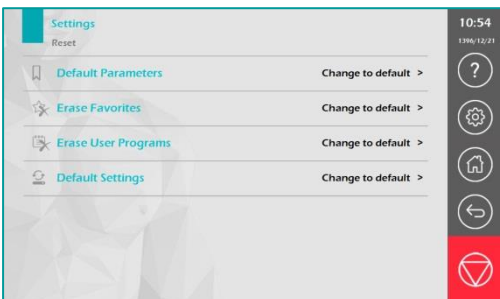 Settings
Reset
Default Parameters Change to default >
Erase Favorites Change to default >
Erase User Programs Change to default >
Default Settings Change to default >
10:54
1396/12/21
?